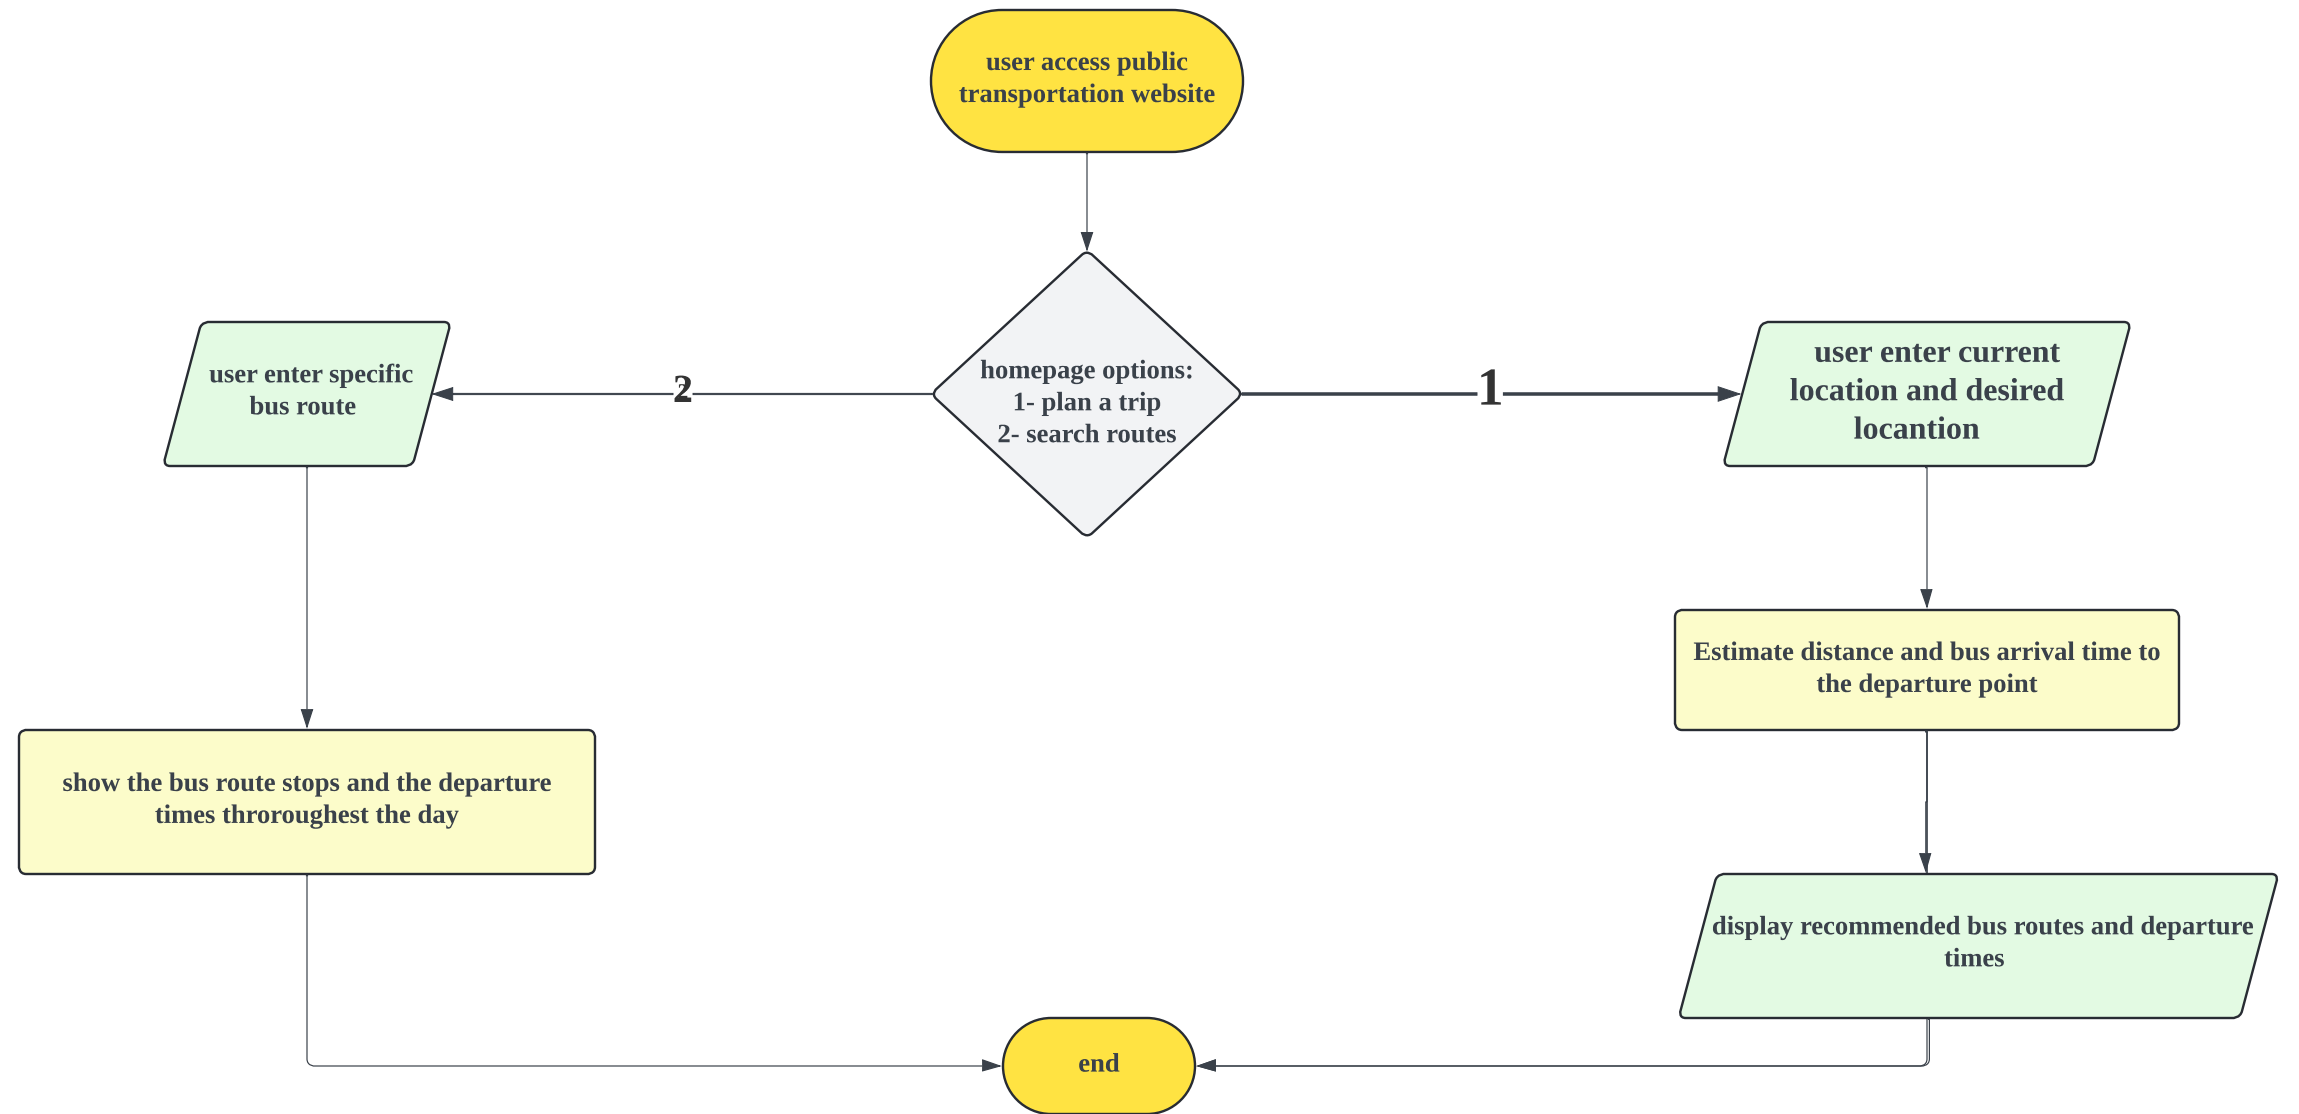 user access public
transportation website
homepage options:
1- plan a trip
2- search routes
2
1
user enter specific
bus route
user enter current
location and desired
locantion
Estimate distance and bus arrival time to
the departure point
show the bus route stops and the departure
times throroughest the day
display recommended bus routes and departure
times
end